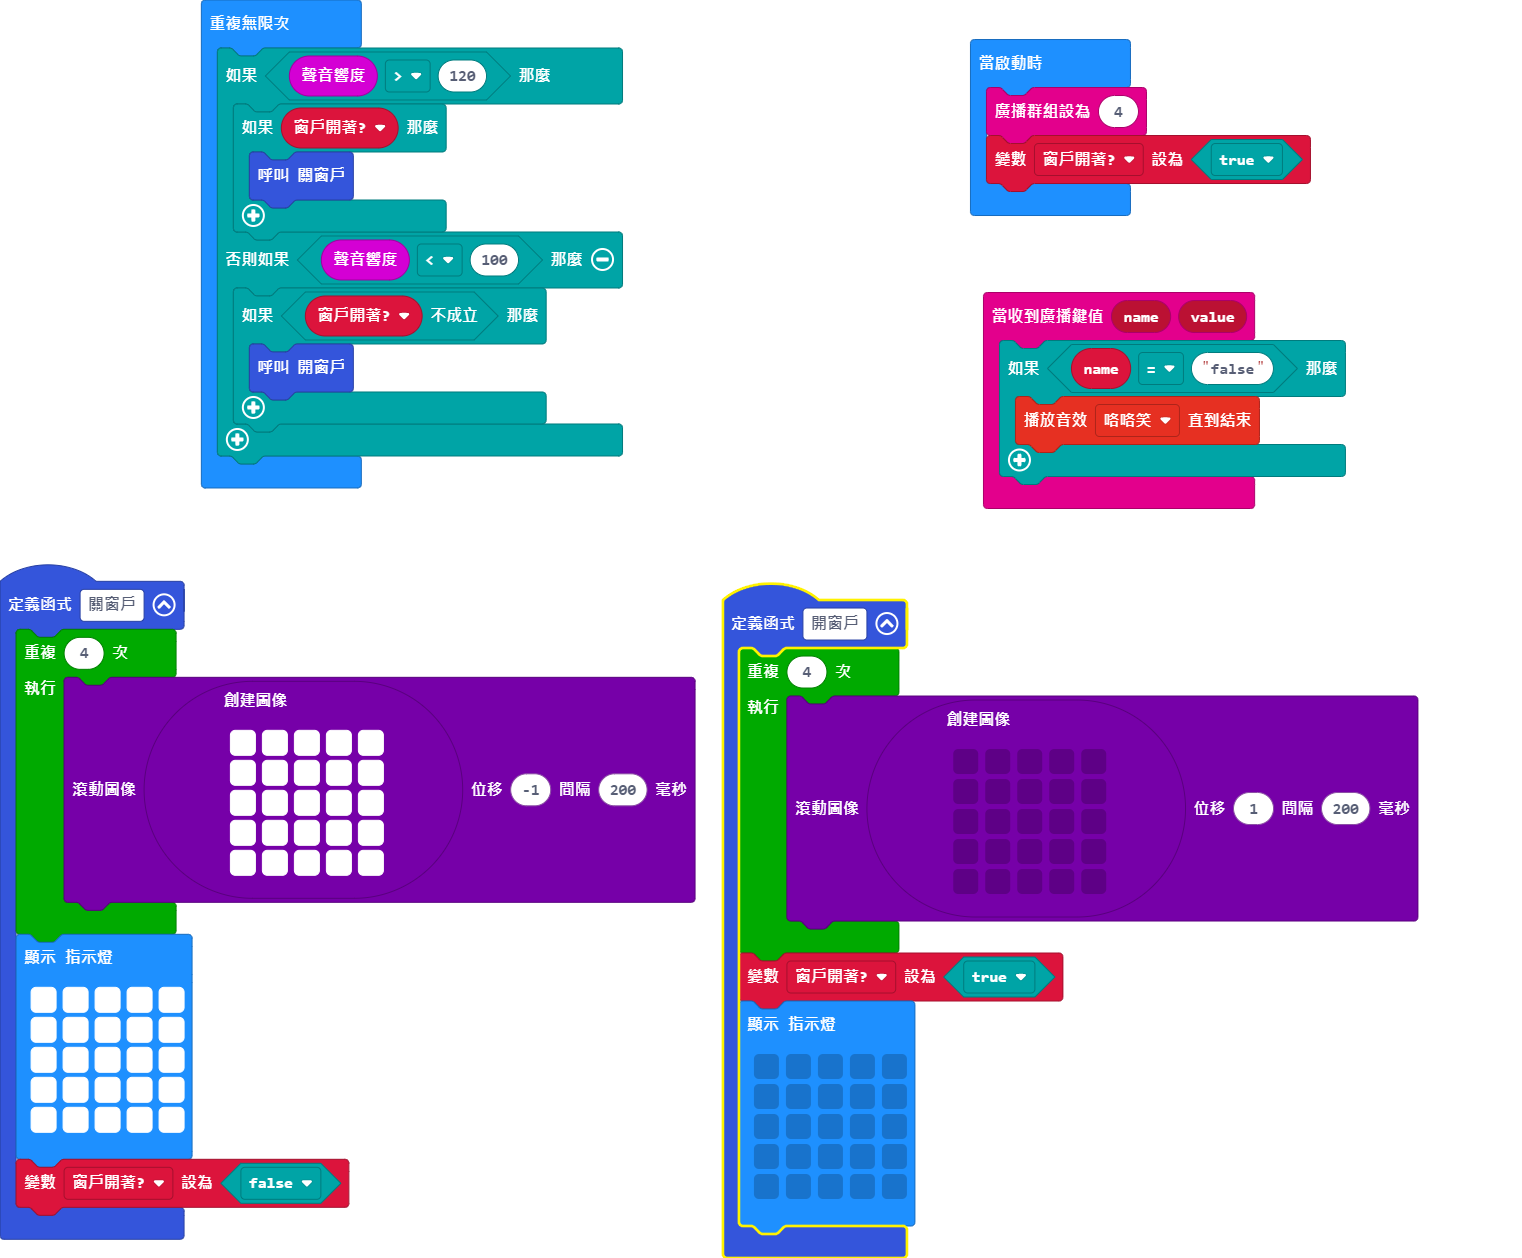 重複無限次
如果 聲音響度 > 120 那麼
如果 窗戶開著? 那麼
呼叫 關窗戶
否則如果 聲音響度 < 100 那麼
如果 窗戶開著? 不成立 那麼
呼叫 開窗戶
當啟動時
廣播群組設為 4
變數 窗戶開著? 設為 true
當收到廣播鍵值 name value
如果 name = "false" 那麼
播放音效 咯咯笑 直到結束
定義函式 關窗戶
重複 4 次
執行
創建圖像
滾動圖像 位移 -1 間隔 200 毫秒
顯示 指示燈
變數 窗戶開著? 設為 false
定義函式 開窗戶
重複 4 次
執行
創建圖像
滾動圖像 位移 1 間隔 200 毫秒
變數 窗戶開著? 設為 true
顯示 指示燈